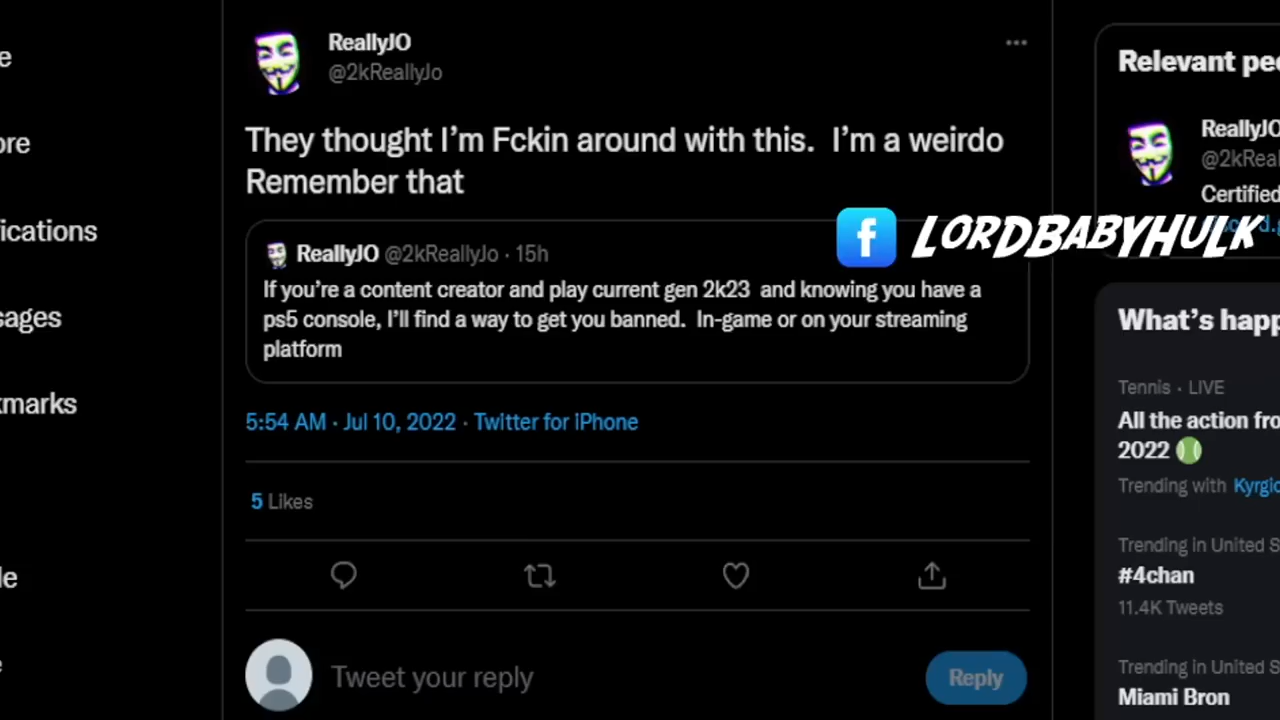 ReallyJO
@2kReallyJo
They thought I'm Fckin around with this.  I'm a weirdo
Remember that
ReallyJO @2kReallyJo · 15h
If you're a content creator and play current gen 2k23  and knowing you have a
ps5 console, I'll find a way to get you banned.  In-game or on your streaming
platform
5:54 AM · Jul 10, 2022 · Twitter for iPhone
5 Likes
Tweet your reply
Reply
f LORDBABYHULK
e
ore
ications
sages
kmarks
le
e
Relevant pe
ReallyJO
@2kReal
Certified
What's happ
Tennis · LIVE
All the action fro
2022
Trending with Kyrgio
Trending in United S
#4chan
11.4K Tweets
Trending in United S
Miami Bron